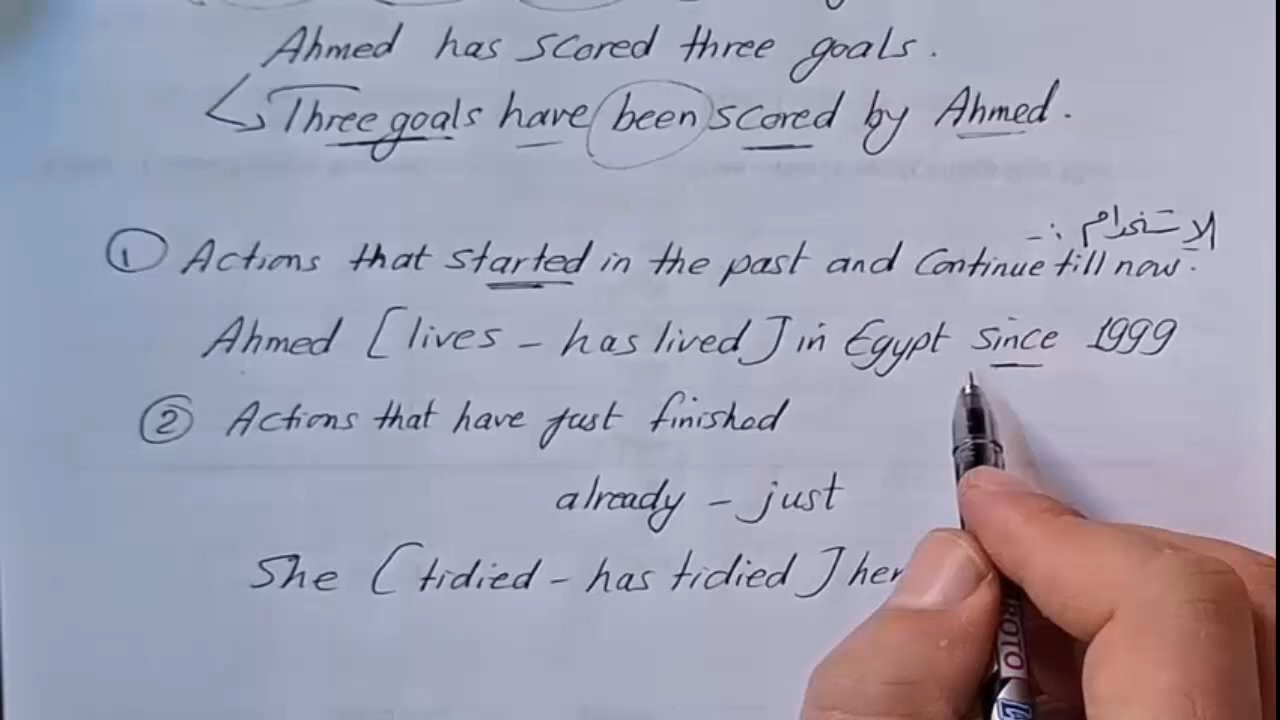 Ahmed has scored three goals.
Three goals have been scored by Ahmed.
الاستخدام :-
① Actions that started in the past and continue till now.
Ahmed [lives - has lived] in Egypt since 1999
② Actions that have just finished
already - just
She [tidied - has tidied] her
ROTO